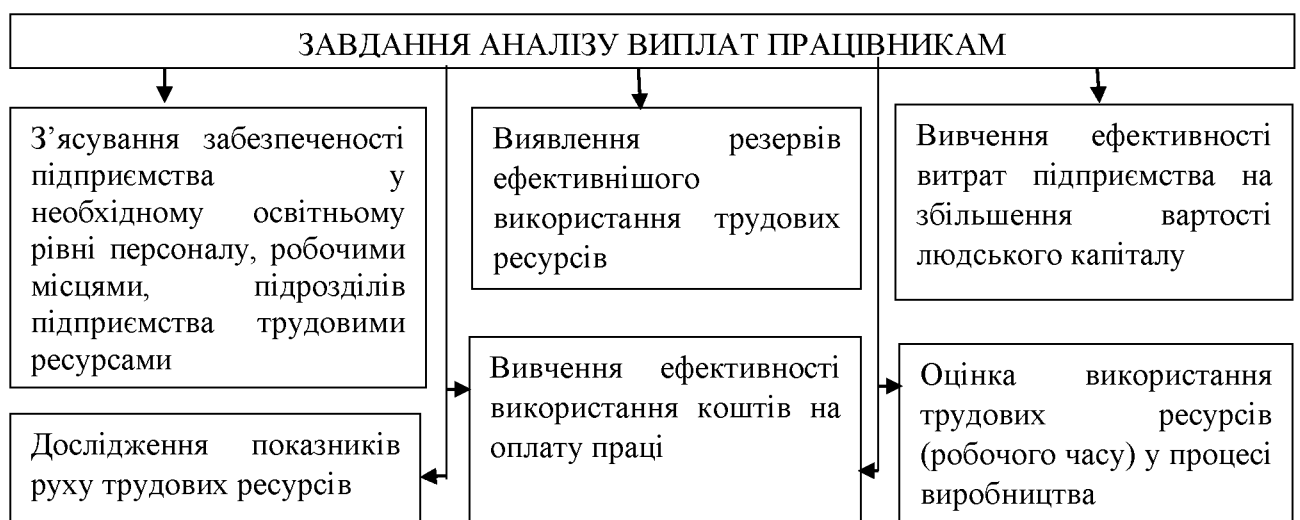 ЗАВДАННЯ АНАЛІЗУ ВИПЛАТ ПРАЦІВНИКАМ
З’ясування забезпеченості
підприємства у
необхідному освітньому
рівні персоналу, робочими
місцями, підрозділів
підприємства трудовими
ресурсами
Виявлення резервів
ефективнішого
використання трудових
ресурсів
Вивчення ефективності
витрат підприємства на
збільшення вартості
людського капіталу
Дослідження показників
руху трудових ресурсів
Вивчення ефективності
використання коштів на
оплату праці
Оцінка використання
трудових ресурсів
(робочого часу) у процесі
виробництва